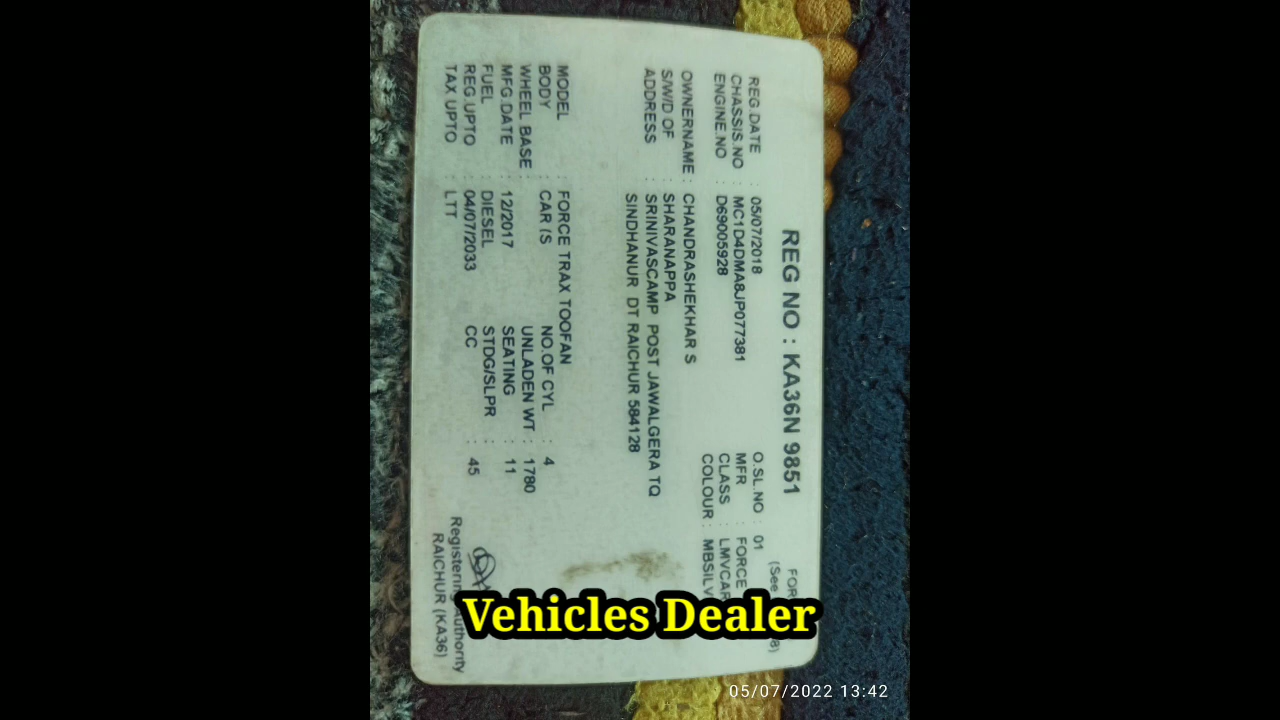 REG NO : KA36N 9851
FOR
(See 8)
REG.DATE : 05/07/2018 O.SL.NO : 01
CHASSIS.NO : MC1D4DMA8JP077381 MFR : FORCE
ENGINE.NO : D69005928 CLASS : LMVCAR
COLOUR : MBSILV
OWNERNAME : CHANDRASHEKHAR S
S/W/D OF : SHARANAPPA
ADDRESS : SRINIVASCAMP POST JAWALGERA TQ
SINDHANUR DT RAICHUR 584128
MODEL : FORCE TRAX TOOFAN
BODY : CAR (S NO.OF CYL : 4
WHEEL BASE : UNLADEN WT : 1780
MFG.DATE : 12/2017 SEATING : 11
FUEL : DIESEL STDG/SLPR :
REG.UPTO : 04/07/2033 CC : 45
TAX UPTO : LTT
Registering Authority
RAICHUR (KA36)
Vehicles Dealer
05/07/2022 13:42